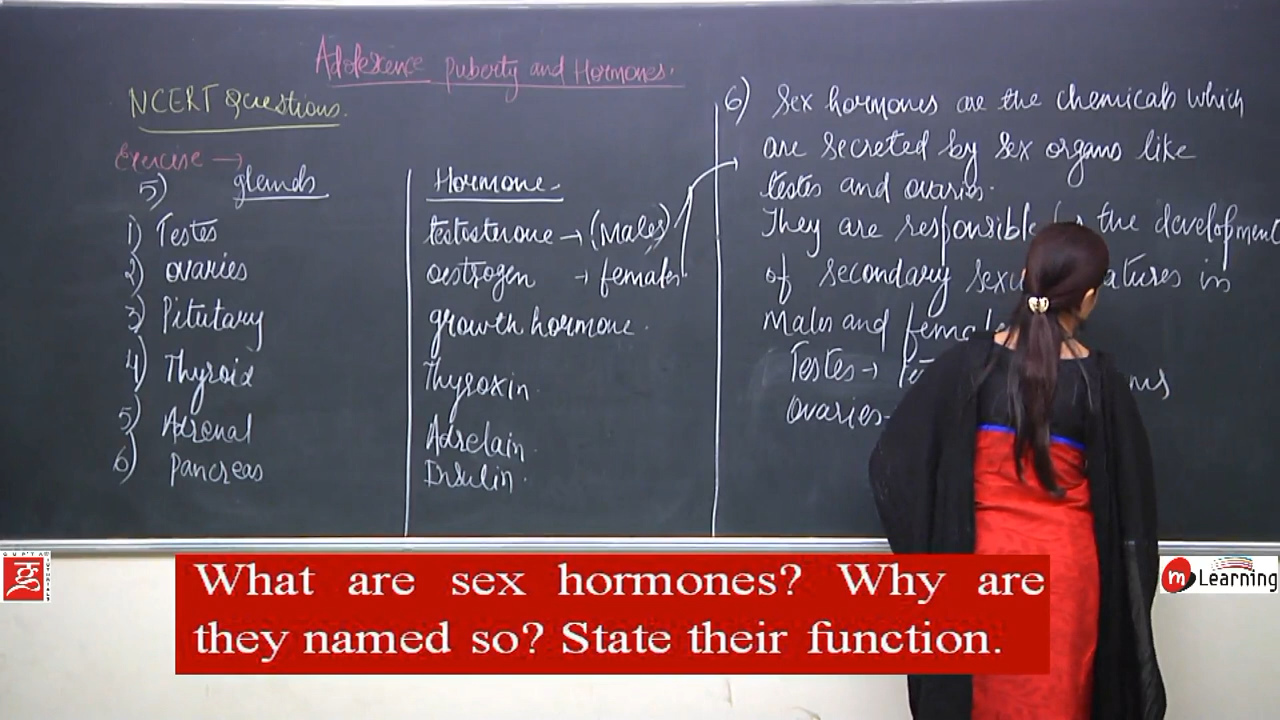 Adolescence puberty and Hormones.
NCERT Questions.
Exercise →
5) glands
Hormone
1) Testes
testosterone → (Males)
2) ovaries
oestrogen → females
3) Pitutary
growth hormone.
4) Thyroid
Thyroxin.
5) Adrenal
Adrelain.
6) pancreas
Insulin.
6) Sex hormones are the chemicals which
are secreted by sex organs like
testes and ovaries.
They are responsible the development
of secondary in
Males and
Testes →
ovaries-
GUPTA
What are sex hormones? Why are
they named so? State their function.
m Learning